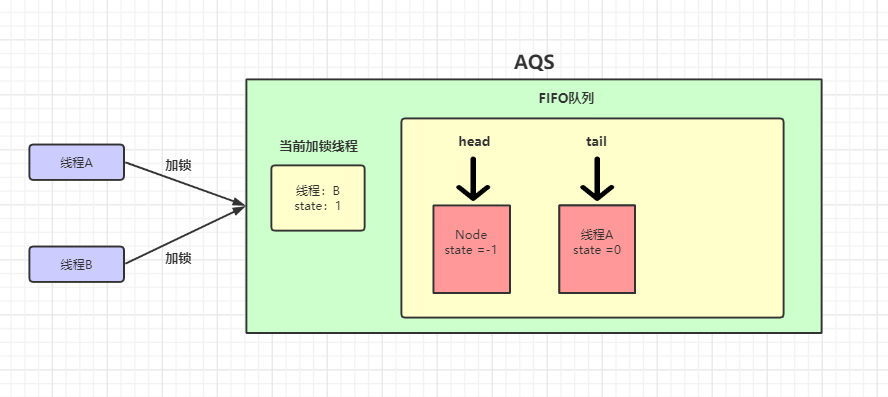 AQS
FIFO队列
当前加锁线程
head
tail
线程A
加锁
线程：B
state：1
Node
state =-1
线程A
state =0
线程B
加锁